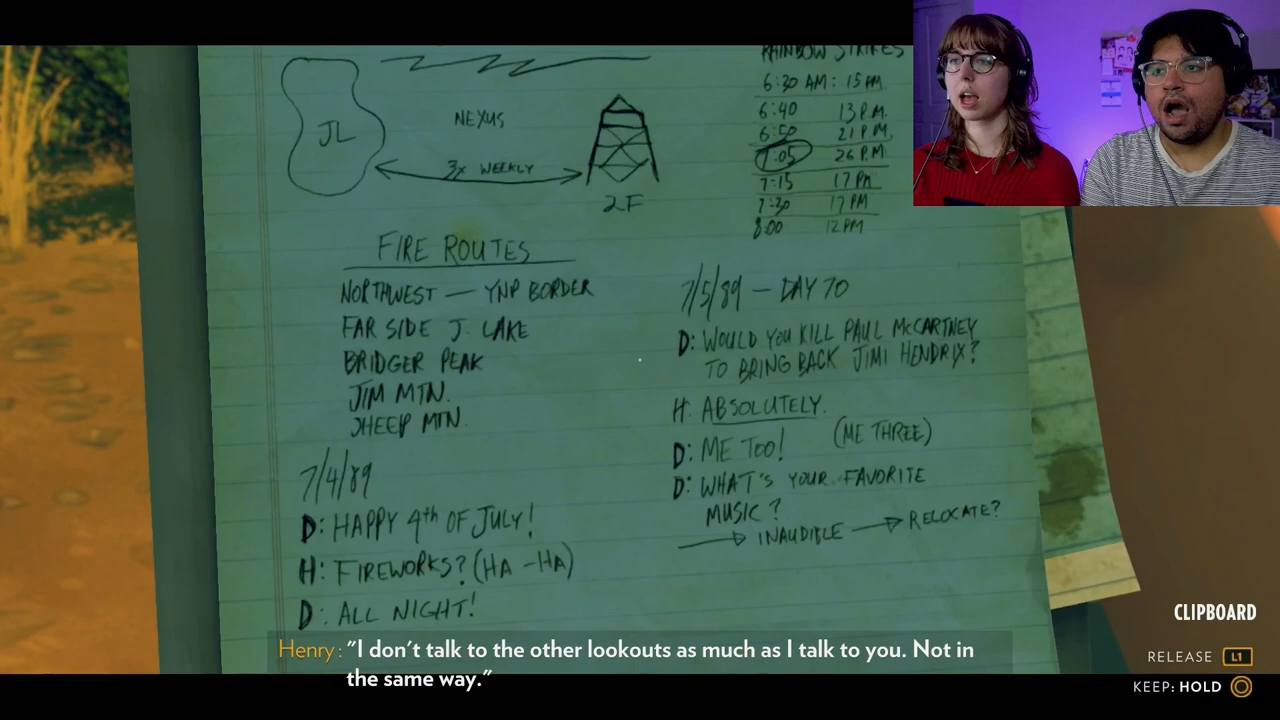 RAINBOW STRIKES
6:30 AM: 15 PM.
6:40 13 P.M.
6:50 21 P.M.
7:05 26 P.M
7:15 17 PM
7:30 17 PM
8:00 12 PM
JL
NEXUS
3x WEEKLY
2F
FIRE ROUTES
NORTHWEST — YNP BORDER
FAR SIDE J. LAKE
BRIDGER PEAK
JIM MTN.
SHEEP MTN.
7/4/89
D: HAPPY 4th OF JULY!
H: FIREWORKS? (HA-HA)
D: ALL NIGHT!
7/5/89 — DAY 70
D: WOULD YOU KILL PAUL McCARTNEY
TO BRING BACK JIMI HENDRIX?
H: ABSOLUTELY.
D: ME TOO! (ME THREE)
D: WHAT'S YOUR FAVORITE
MUSIC?
→ INAUDIBLE → RELOCATE?
Henry: "I don't talk to the other lookouts as much as I talk to you. Not in
the same way."
CLIPBOARD
RELEASE L1
KEEP: HOLD